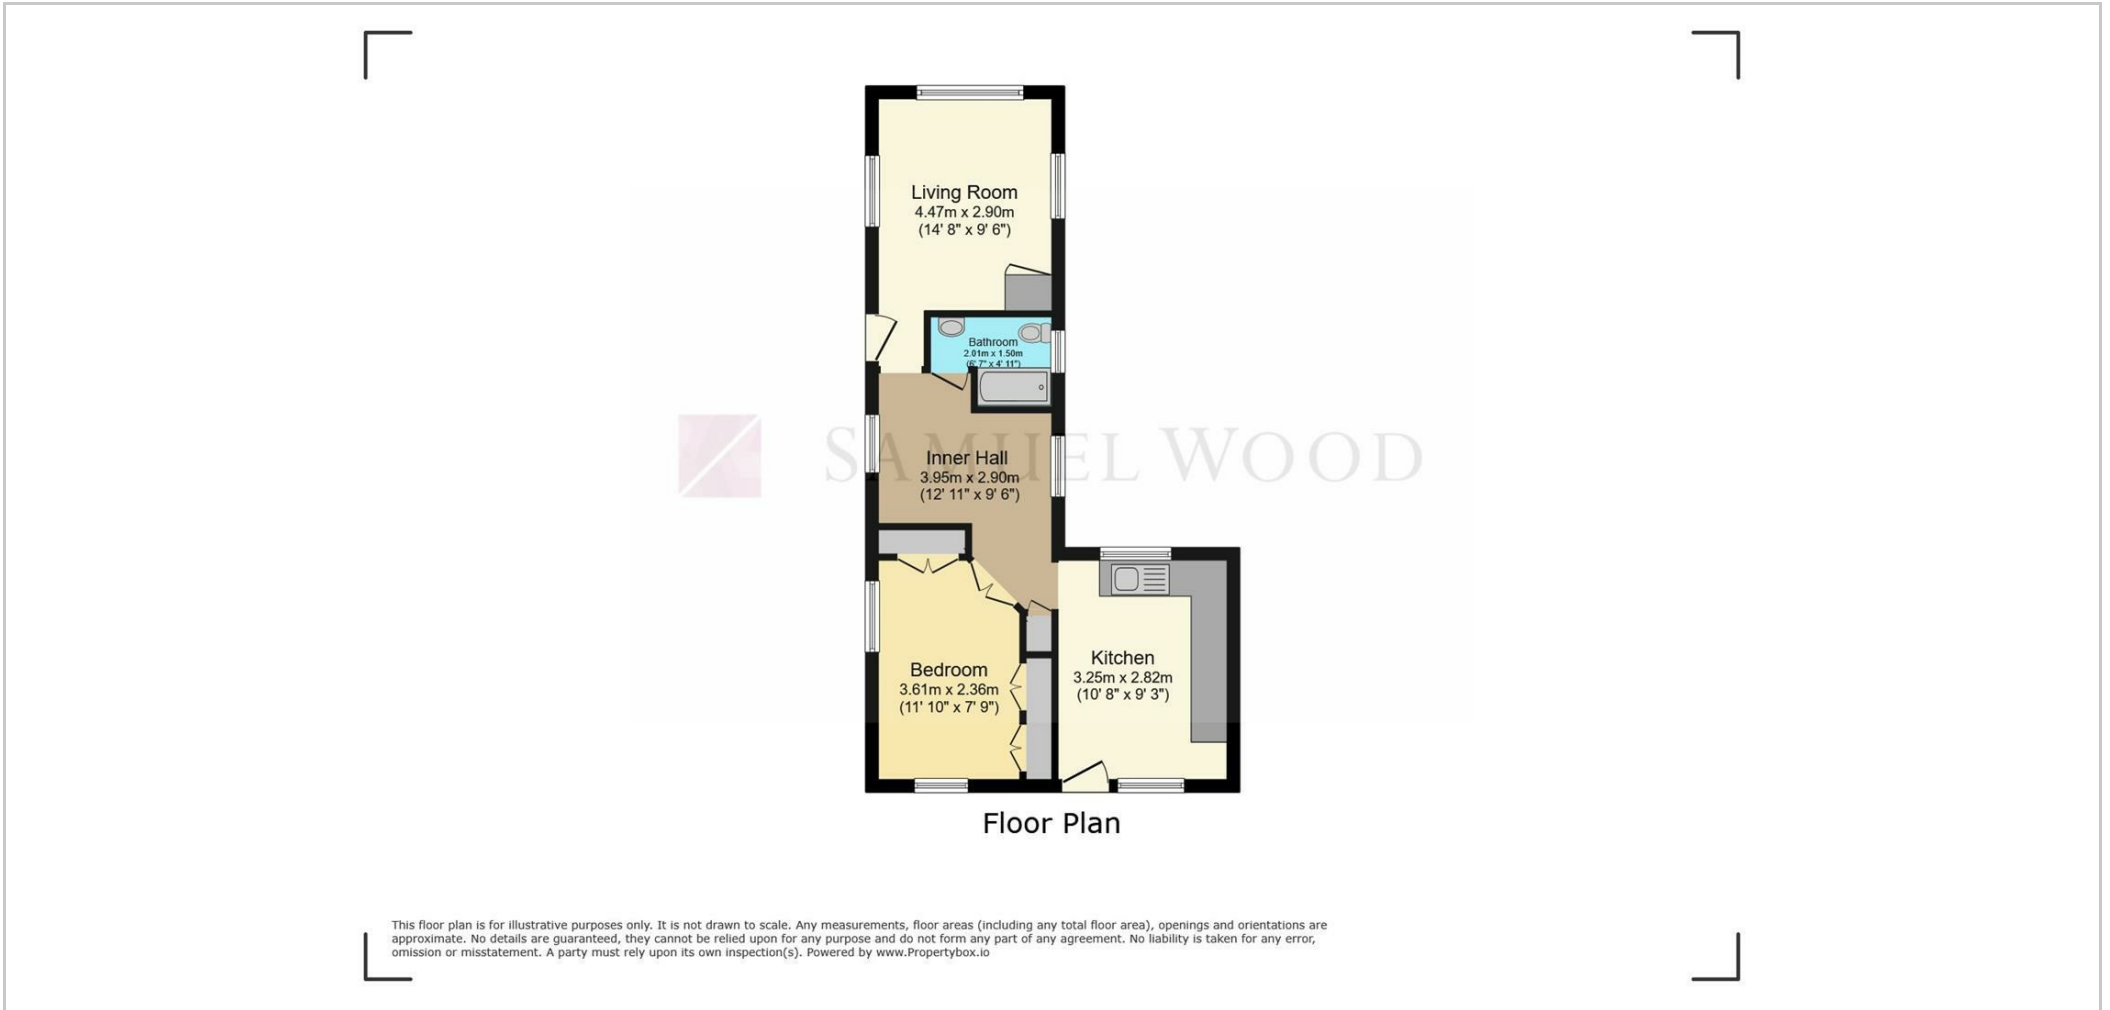 Living Room
4.47m x 2.90m
(14' 8" x 9' 6")
Bathroom
2.01m x 1.50m
(6' 7" x 4' 11")
SAMUEL WOOD
Inner Hall
3.95m x 2.90m
(12' 11" x 9' 6")
Kitchen
3.25m x 2.82m
(10' 8" x 9' 3")
Bedroom
3.61m x 2.36m
(11' 10" x 7' 9")
Floor Plan
This floor plan is for illustrative purposes only. It is not drawn to scale. Any measurements, floor areas (including any total floor area), openings and orientations are
approximate. No details are guaranteed, they cannot be relied upon for any purpose and do not form any part of any agreement. No liability is taken for any error,
omission or misstatement. A party must rely upon its own inspection(s). Powered by www.Propertybox.io